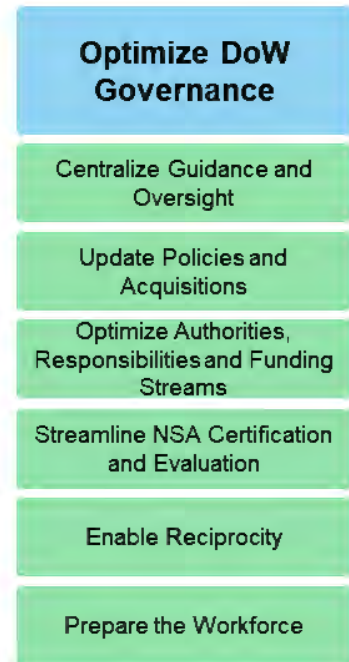 Optimize DoW
Governance
Centralize Guidance and
Oversight
Update Policies and
Acquisitions
Optimize Authorities,
Responsibilities and Funding
Streams
Streamline NSA Certification
and Evaluation
Enable Reciprocity
Prepare the Workforce